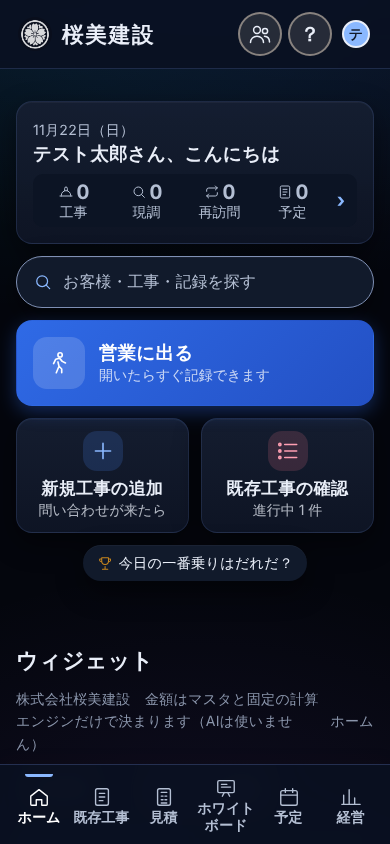 桜美建設
?
テ
11月22日（日）
テスト太郎さん、こんにちは
0 0 0 0
工事 現調 再訪問 予定
お客様・工事・記録を探す
営業に出る
開いたらすぐ記録できます
新規工事の追加
問い合わせが来たら
既存工事の確認
進行中 1 件
今日の一番乗りはだれだ？
ウィジェット
株式会社桜美建設　金額はマスタと固定の計算
エンジンだけで決まります（AIは使いませ
ん）
ホーム
ホーム 既存工事 見積 ホワイト
ボード 予定 経営